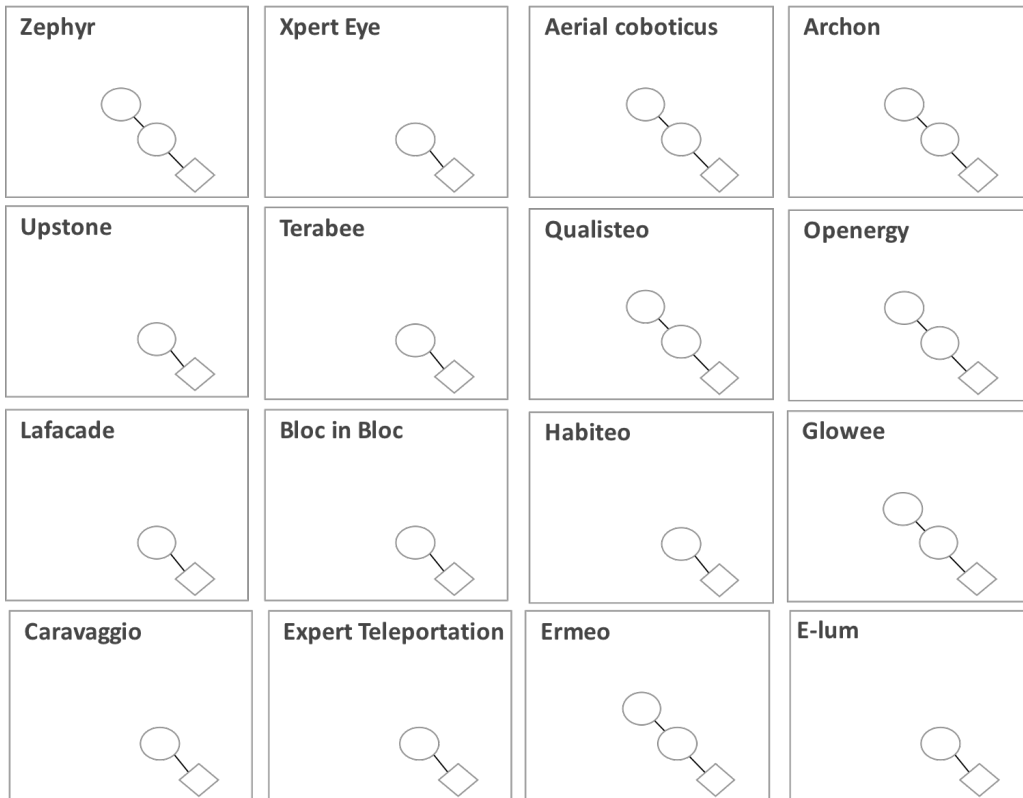 Zephyr
Xpert Eye
Aerial coboticus
Archon
Upstone
Terabee
Qualisteo
Openergy
Lafacade
Bloc in Bloc
Habiteo
Glowee
Caravaggio
Expert Teleportation
Ermeo
E-lum